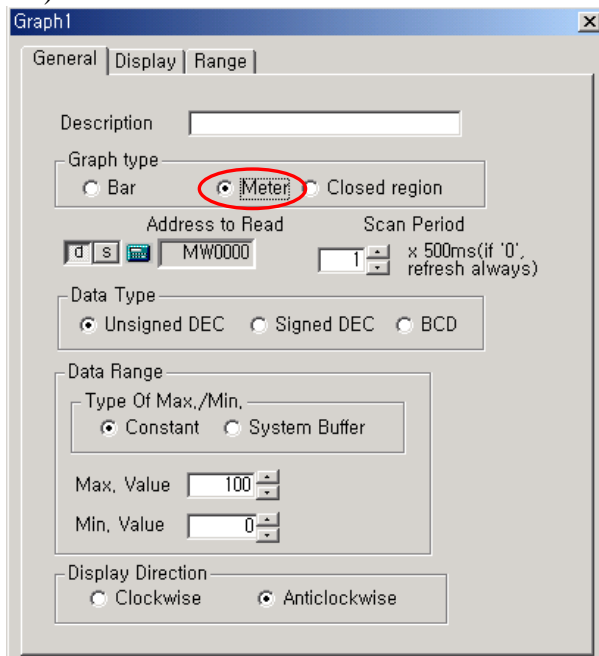 Graph1
General Display Range
Description
Graph type
Bar Meter Closed region
Address to Read Scan Period
d s MW0000 1 x 500ms(if '0',
refresh always)
Data Type
Unsigned DEC Signed DEC BCD
Data Range
Type Of Max,/Min,
Constant System Buffer
Max, Value 100
Min, Value 0
Display Direction
Clockwise Anticlockwise